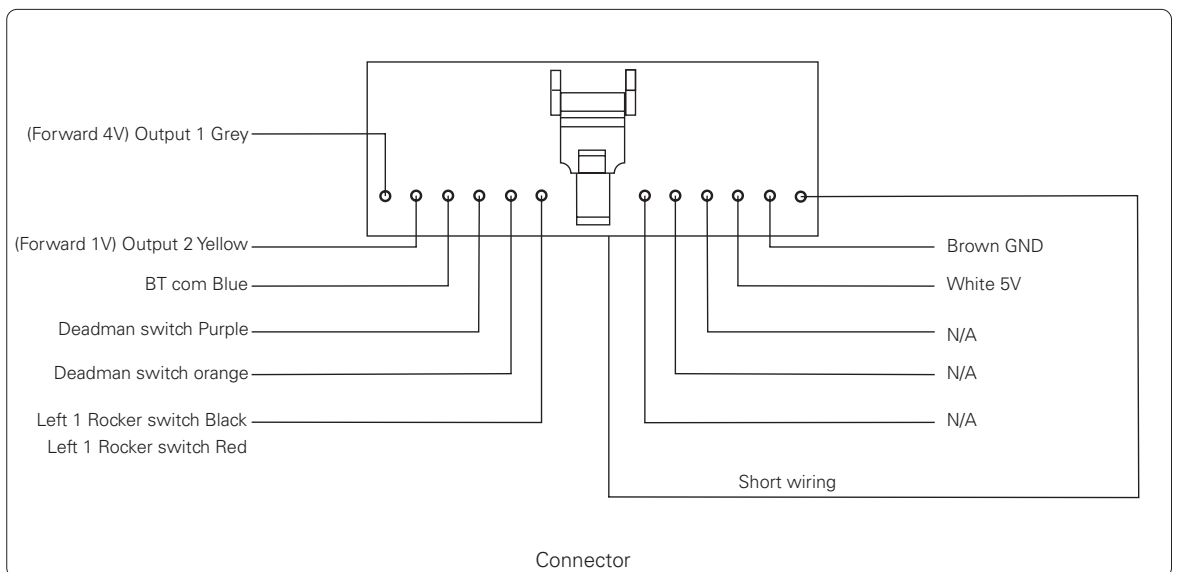 (Forward 4V) Output 1 Grey
(Forward 1V) Output 2 Yellow
BT com Blue
Deadman switch Purple
Deadman switch orange
Left 1 Rocker switch Black
Left 1 Rocker switch Red
Brown GND
White 5V
N/A
N/A
N/A
Short wiring
Connector